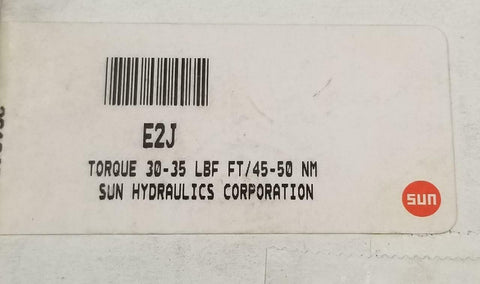 E2J
TORQUE 30-35 LBF FT/45-50 NM
SUN HYDRAULICS CORPORATION
sun